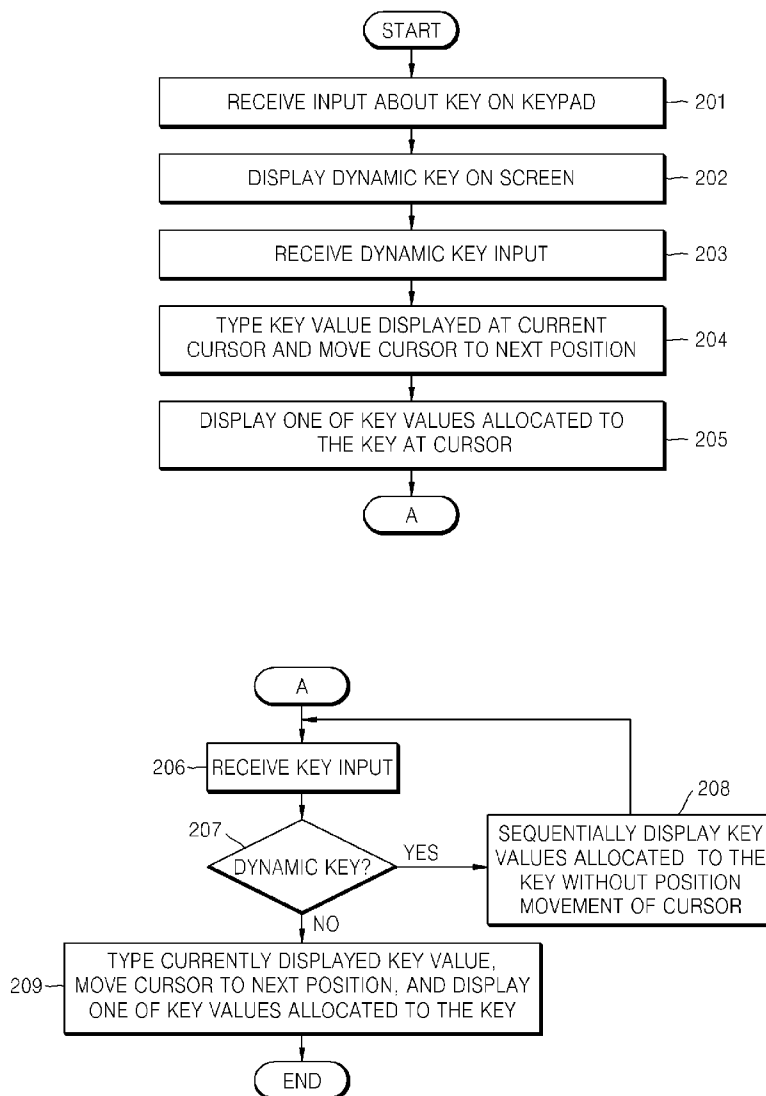 START
RECEIVE INPUT ABOUT KEY ON KEYPAD
201
DISPLAY DYNAMIC KEY ON SCREEN
202
RECEIVE DYNAMIC KEY INPUT
203
TYPE KEY VALUE DISPLAYED AT CURRENT
CURSOR AND MOVE CURSOR TO NEXT POSITION
204
DISPLAY ONE OF KEY VALUES ALLOCATED TO
THE KEY AT CURSOR
205
A
A
206
RECEIVE KEY INPUT
207
DYNAMIC KEY?
YES
208
SEQUENTIALLY DISPLAY KEY
VALUES ALLOCATED TO THE
KEY WITHOUT POSITION
MOVEMENT OF CURSOR
NO
209
TYPE CURRENTLY DISPLAYED KEY VALUE,
MOVE CURSOR TO NEXT POSITION, AND DISPLAY
ONE OF KEY VALUES ALLOCATED TO THE KEY
END